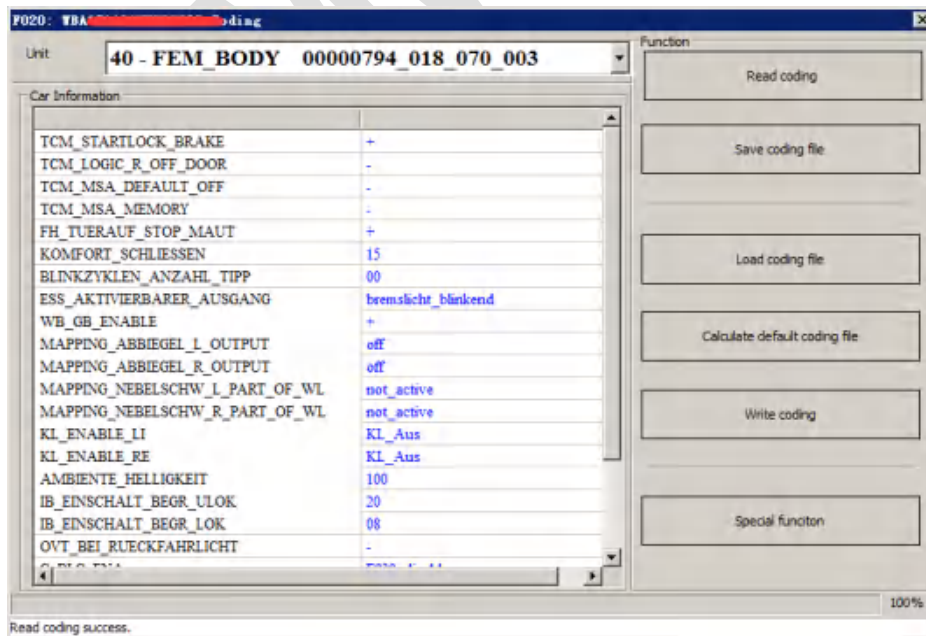 F020: WBA oding
Unit
40 - FEM_BODY 00000794_018_070_003
Function
Read coding
Car Information
TCM_STARTLOCK_BRAKE +
TCM_LOGIC_R_OFF_DOOR -
Save coding file
TCM_MSA_DEFAULT_OFF -
TCM_MSA_MEMORY -
FH_TUERAUF_STOP_MAUT +
KOMFORT_SCHLIESSEN 15
Load coding file
BLINKZYKLEN_ANZAHL_TIPP 00
ESS_AKTIVIERBARER_AUSGANG bremslicht_blinkend
WB_GB_ENABLE +
MAPPING_ABBIEGEL_L_OUTPUT off
Calculate default coding file
MAPPING_ABBIEGEL_R_OUTPUT off
MAPPING_NEBELSCHW_L_PART_OF_WL not_active
MAPPING_NEBELSCHW_R_PART_OF_WL not_active
Write coding
KL_ENABLE_LI KL_Aus
KL_ENABLE_RE KL_Aus
AMBIENTE_HELLIGKEIT 100
IB_EINSCHALT_BEGR_ULOK 20
IB_EINSCHALT_BEGR_LOK 08
Special funciton
OVT_BEI_RUECKFAHRLICHT -
100%
Read coding success.